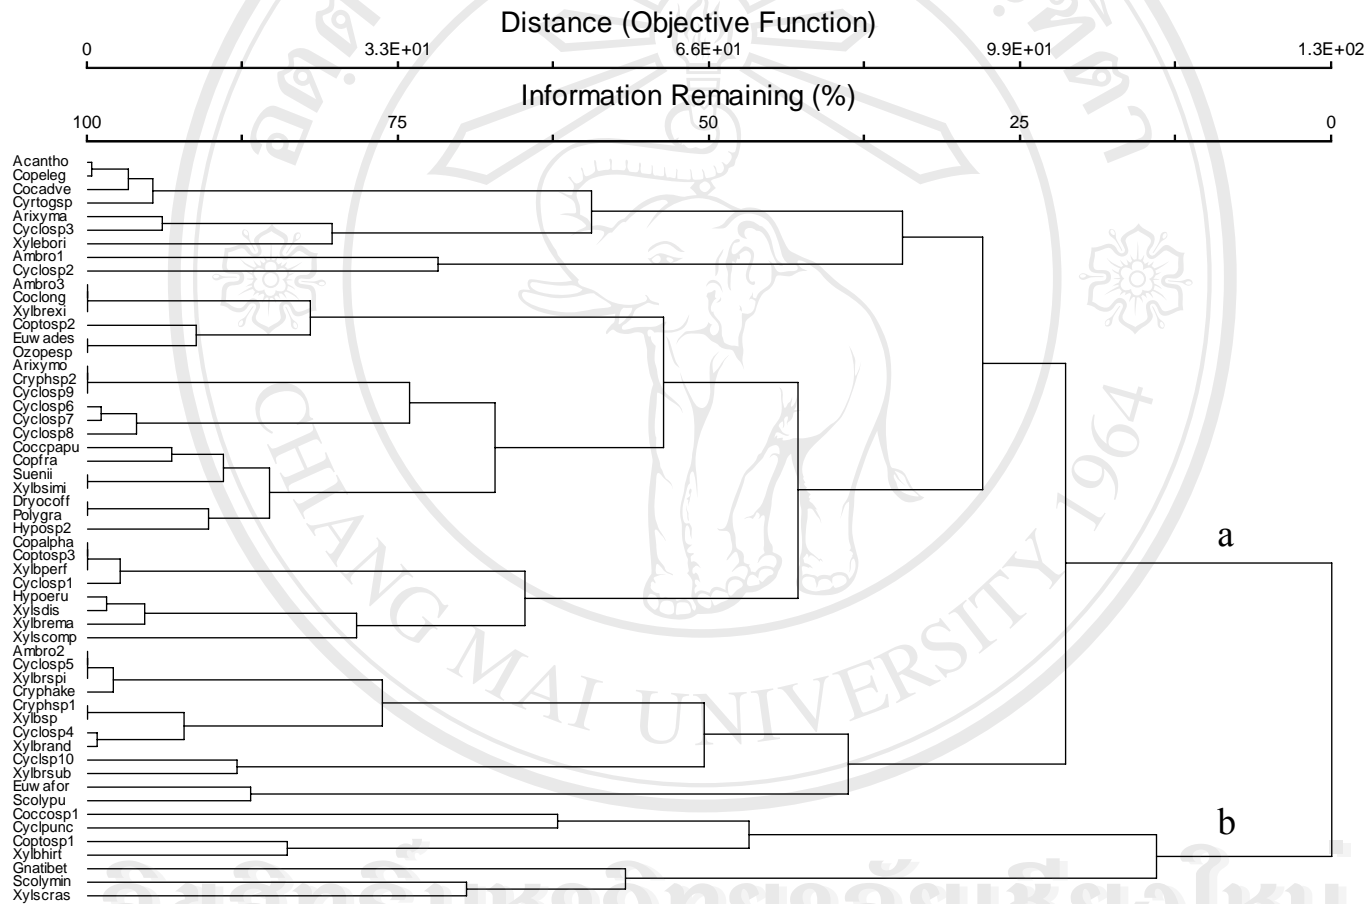 Distance (Objective Function)
0 3.3E+01 6.6E+01 9.9E+01 1.3E+02
Information Remaining (%)
100 75 50 25 0
Acantho
Copeleg
Cocadve
Cyrtogsp
Arixyma
Cyclosp3
Xylebori
Ambro1
Cyclosp2
Ambro3
Coclong
Xylbrexi
Coptosp2
Euwades
Ozopesp
Arixymo
Cryphsp2
Cyclosp9
Cyclosp6
Cyclosp7
Cyclosp8
Coccpapu
Copfra
Suenii
Xylbsimi
Dryocoff
Polygra
Hyposp2
Copalpha
Coptosp3
Xylbperf
Cyclosp1
Hypoeru
Xylsdis
Xylbrema
Xylscomp
Ambro2
Cyclosp5
Xylbrspi
Cryphake
Cryphsp1
Xylbsp
Cyclosp4
Xylbrand
Cyclsp10
Xylbrsub
Euwafor
Scolypu
Coccosp1
Cyclpunc
Coptosp1
Xylbhirt
Gnatibet
Scolymin
Xylscras
a
b
CHIANG MAI UNIVERSITY 1964